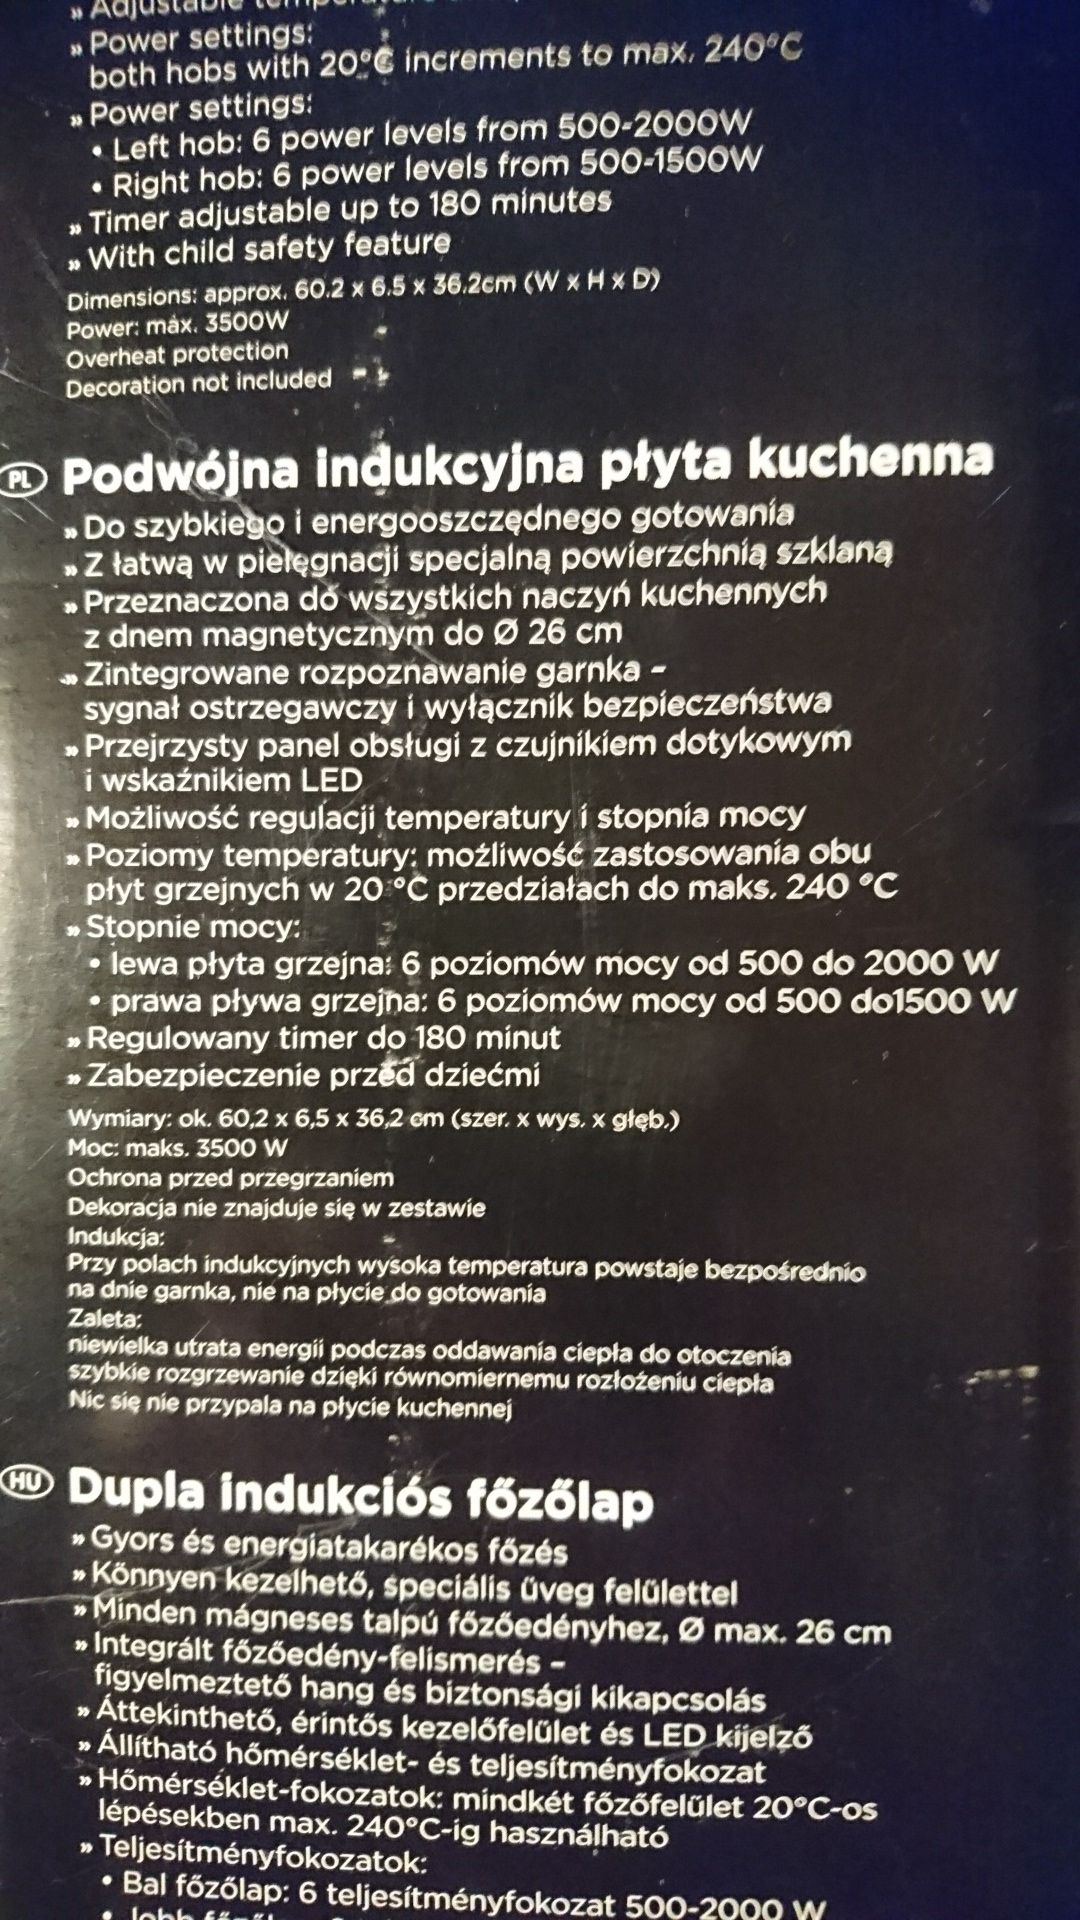 » Adjustable
» Power settings:
both hobs with 20°C increments to max. 240°C
» Power settings:
• Left hob: 6 power levels from 500-2000W
• Right hob: 6 power levels from 500-1500W
» Timer adjustable up to 180 minutes
» With child safety feature
Dimensions: approx. 60.2 x 6.5 x 36.2cm (W x H x D)
Power: max. 3500W
Overheat protection
Decoration not included
PL Podwójna indukcyjna płyta kuchenna
» Do szybkiego i energooszczędnego gotowania
» Z łatwą w pielęgnacji specjalną powierzchnią szklaną
» Przeznaczona do wszystkich naczyń kuchennych
z dnem magnetycznym do Ø 26 cm
» Zintegrowane rozpoznawanie garnka –
sygnał ostrzegawczy i wyłącznik bezpieczeństwa
» Przejrzysty panel obsługi z czujnikiem dotykowym
i wskaźnikiem LED
» Możliwość regulacji temperatury i stopnia mocy
» Poziomy temperatury: możliwość zastosowania obu
płyt grzejnych w 20 °C przedziałach do maks. 240 °C
» Stopnie mocy:
• lewa płyta grzejna: 6 poziomów mocy od 500 do 2000 W
• prawa pływa grzejna: 6 poziomów mocy od 500 do1500 W
» Regulowany timer do 180 minut
» Zabezpieczenie przed dziećmi
Wymiary: ok. 60,2 x 6,5 x 36,2 cm (szer. x wys. x głęb.)
Moc: maks. 3500 W
Ochrona przed przegrzaniem
Dekoracja nie znajduje się w zestawie
Indukcja:
Przy polach indukcyjnych wysoka temperatura powstaje bezpośrednio
na dnie garnka, nie na płycie do gotowania
Zaleta:
niewielka utrata energii podczas oddawania ciepła do otoczenia
szybkie rozgrzewanie dzięki równomiernemu rozłożeniu ciepła
Nic się nie przypala na płycie kuchennej
HU Dupla indukciós főzőlap
» Gyors és energiatakarékos főzés
» Könnyen kezelhető, speciális üveg felülettel
» Minden mágneses talpú főzőedényhez, Ø max. 26 cm
» Integrált főzőedény-felismerés –
figyelmeztető hang és biztonsági kikapcsolás
» Áttekinthető, érintős kezelőfelület és LED kijelző
» Állítható hőmérséklet- és teljesítményfokozat
» Hőmérséklet-fokozatok: mindkét főzőfelület 20°C-os
lépésekben max. 240°C-ig használható
» Teljesítményfokozatok:
• Bal főzőlap: 6 teljesítményfokozat 500-2000 W